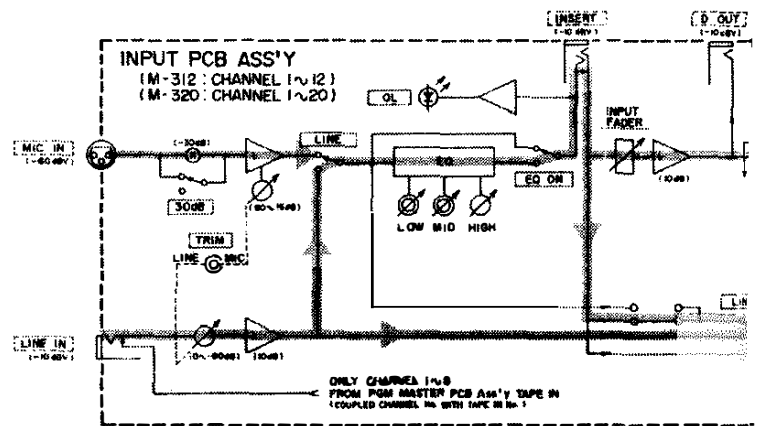 INSERT
(-10dBV)
D OUT
(-10dBV)
INPUT PCB ASS'Y
(M-312 : CHANNEL 1~12)
(M-320 : CHANNEL 1~20)
OL
INPUT
FADER
MIC IN
(-60dBV)
(-30dB)
LINE
EQ
EQ ON
(10dB)
30dB
LOW MID HIGH
TRIM
LINE MIC
LIN
LINE IN
(-10dBV)
(10dB)
ONLY CHANNEL 1~8
FROM PGM MASTER PCB Ass'y TAPE IN
(COUPLED CHANNEL No. WITH TAPE IN No.)